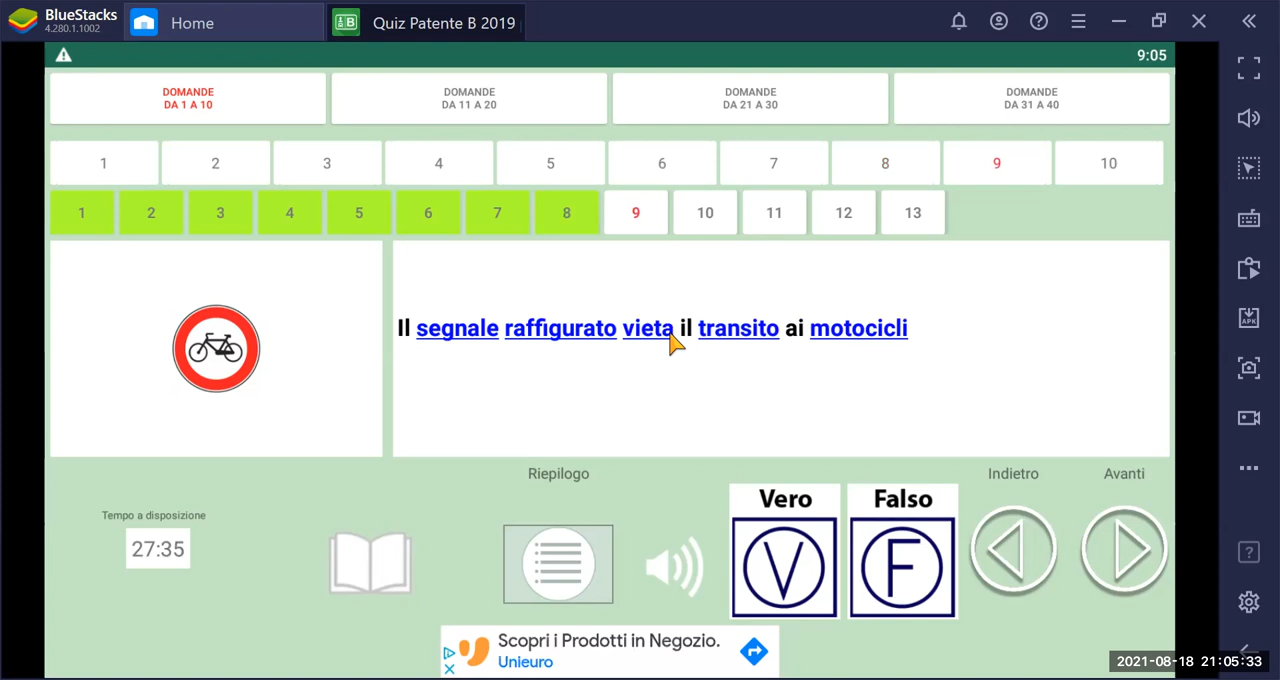 BlueStacks
4.280.1.1002
Home
Quiz Patente B 2019
9:05
DOMANDE
DA 1 A 10
DOMANDE
DA 11 A 20
DOMANDE
DA 21 A 30
DOMANDE
DA 31 A 40
1 2 3 4 5 6 7 8 9 10
1 2 3 4 5 6 7 8 9 10 11 12 13
Il segnale raffigurato vieta il transito ai motocicli
Riepilogo
Indietro
Avanti
Tempo a disposizione
27:35
Vero
V
Falso
F
Scopri i Prodotti in Negozio.
Unieuro
2021-08-18 21:05:33